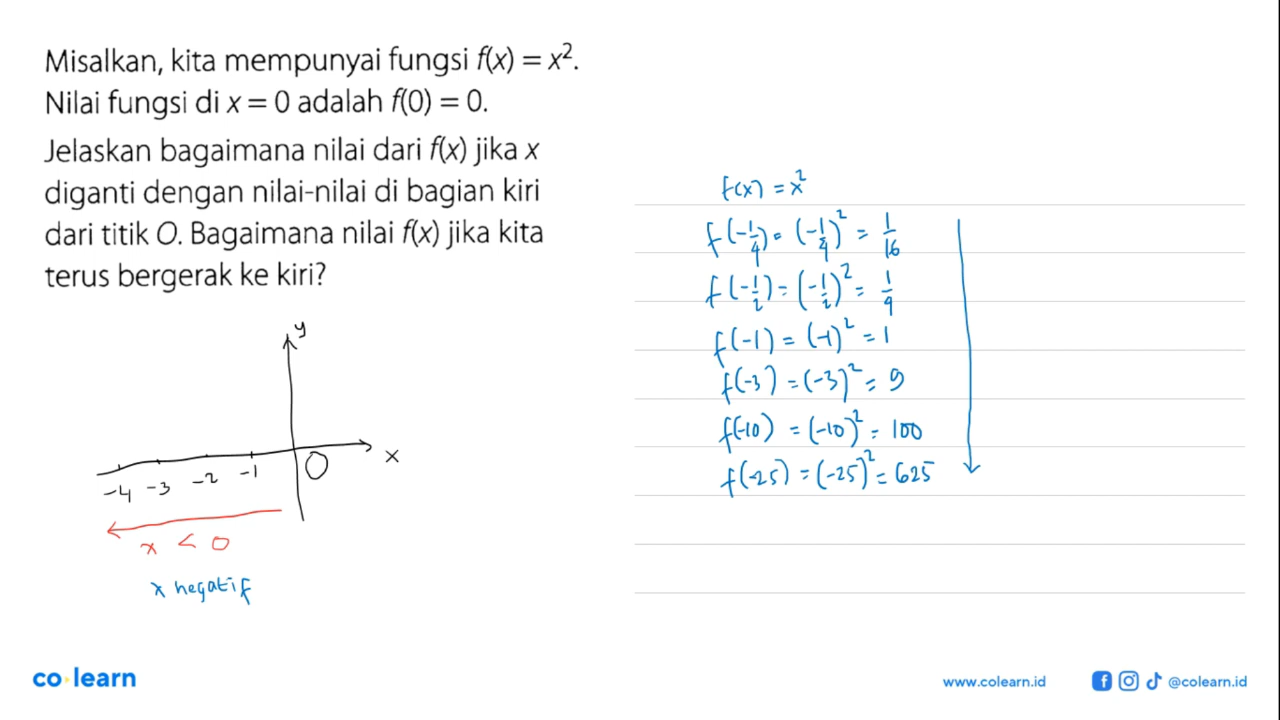 Misalkan, kita mempunyai fungsi f(x) = x².
Nilai fungsi di x = 0 adalah f(0) = 0.
Jelaskan bagaimana nilai dari f(x) jika x
diganti dengan nilai-nilai di bagian kiri
dari titik O. Bagaimana nilai f(x) jika kita
terus bergerak ke kiri?
y
x
O
-4 -3 -2 -1
x < 0
x negatif
f(x) = x²
f(-1/4) = (-1/4)² = 1/16
f(-1/2) = (-1/2)² = 1/4
f(-1) = (-1)² = 1
f(-3) = (-3)² = 9
f(-10) = (-10)² = 100
f(-25) = (-25)² = 625
co·learn
www.colearn.id
@colearn.id